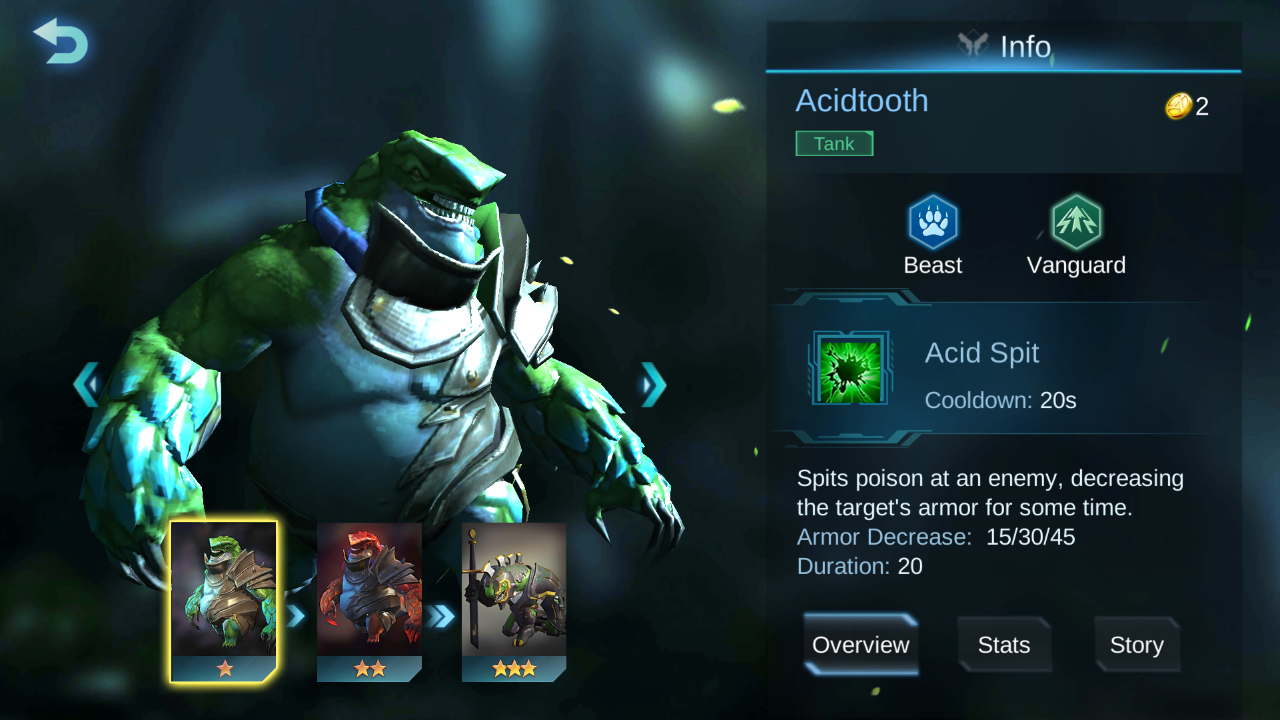 Info
Acidtooth
2
Tank
Beast
Vanguard
Acid Spit
Cooldown: 20s
Spits poison at an enemy, decreasing
the target's armor for some time.
Armor Decrease: 15/30/45
Duration: 20
Overview
Stats
Story